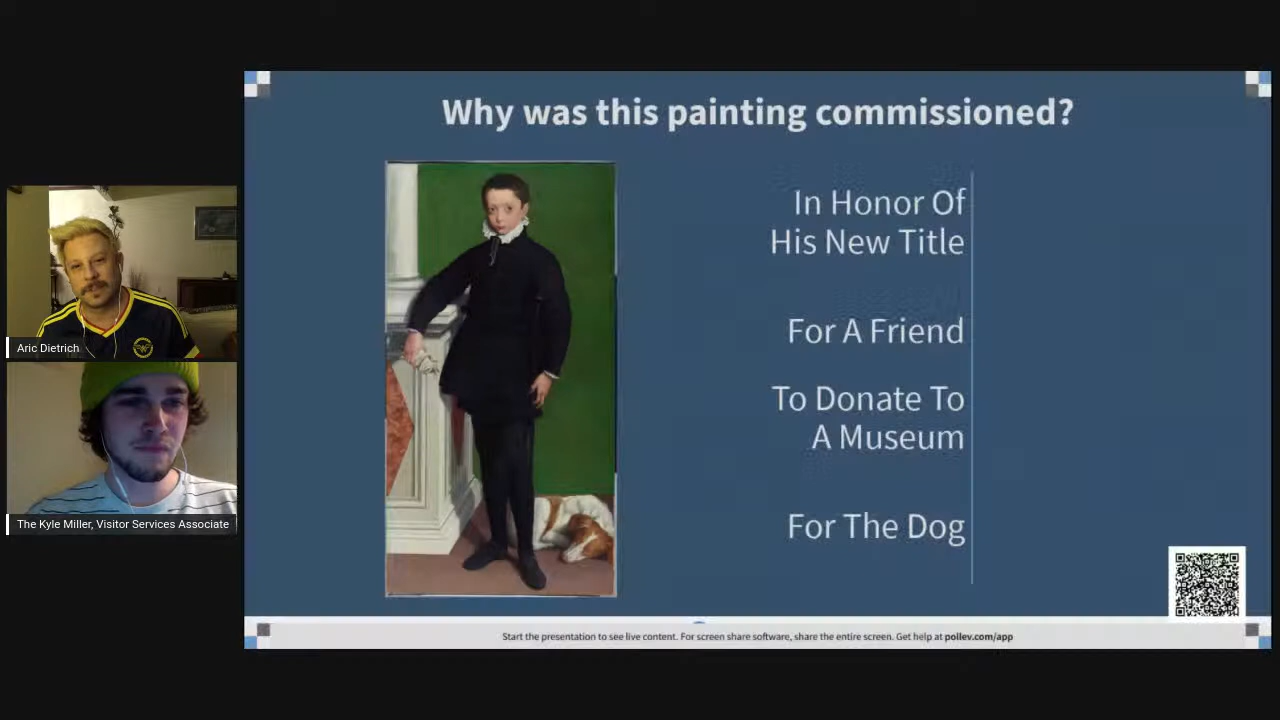 Why was this painting commissioned?
In Honor Of
His New Title
For A Friend
To Donate To
A Museum
For The Dog
Aric Dietrich
The Kyle Miller, Visitor Services Associate
Start the presentation to see live content. For screen share software, share the entire screen. Get help at pollev.com/app